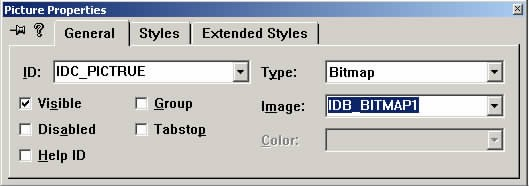 Picture Properties
General Styles Extended Styles
ID: IDC_PICTRUE Type: Bitmap
Visible Group Image: IDB_BITMAP1
Disabled Tabstop Color:
Help ID